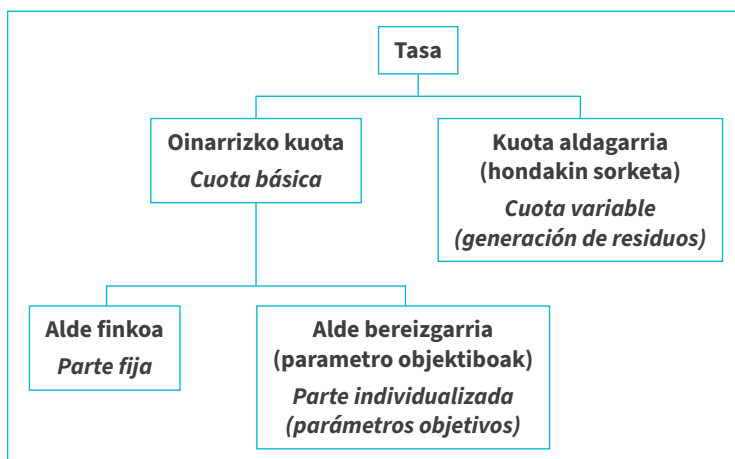 Tasa
Oinarrizko kuota
Cuota básica
Kuota aldagarria
(hondakin sorketa)
Cuota variable
(generación de residuos)
Alde finkoa
Parte fija
Alde bereizgarria
(parametro objektiboak)
Parte individualizada
(parámetros objetivos)